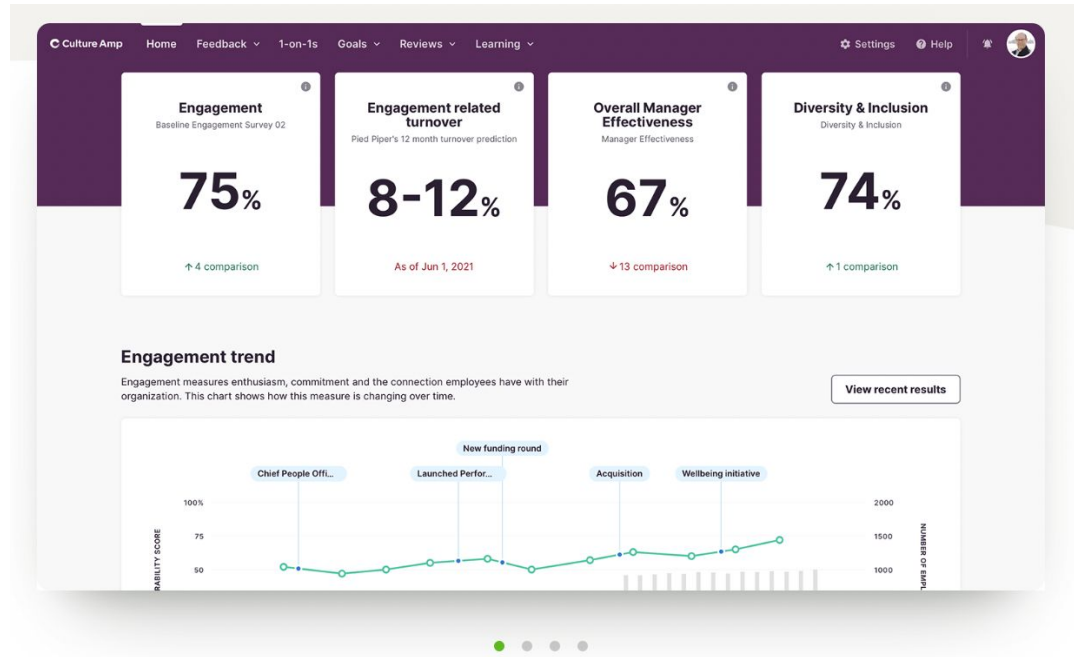 Culture Amp Home Feedback 1-on-1s Goals Reviews Learning Settings Help
Engagement
Baseline Engagement Survey 02
75%
↑ 4 comparison
Engagement related
turnover
Pied Piper's 12 month turnover prediction
8-12%
As of Jun 1, 2021
Overall Manager
Effectiveness
Manager Effectiveness
67%
↓ 13 comparison
Diversity & Inclusion
Diversity & Inclusion
74%
↑ 1 comparison
Engagement trend
Engagement measures enthusiasm, commitment and the connection employees have with their
organization. This chart shows how this measure is changing over time.
View recent results
New funding round
Chief People Offi... Launched Perfor... Acquisition Wellbeing initiative
100% 2000
75 1500
50 1000
RABILITY SCORE
NUMBER OF EMPL